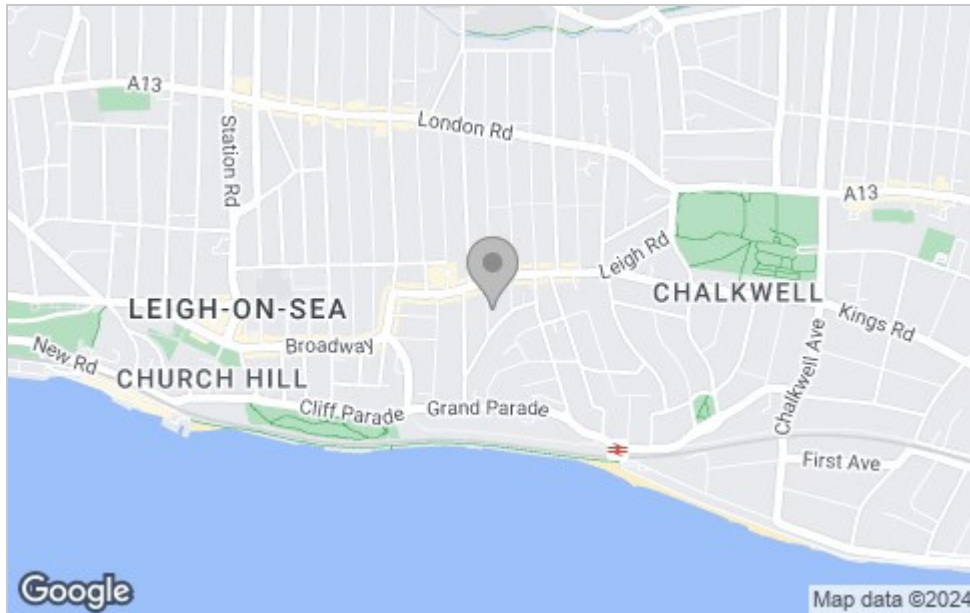 A13
London Rd
Station Rd
A13
Leigh Rd
CHALKWELL
LEIGH-ON-SEA
Kings Rd
Broadway
New Rd
CHURCH HILL
Chalkwell Ave
Cliff Parade
Grand Parade
First Ave
Google
Map data ©2024